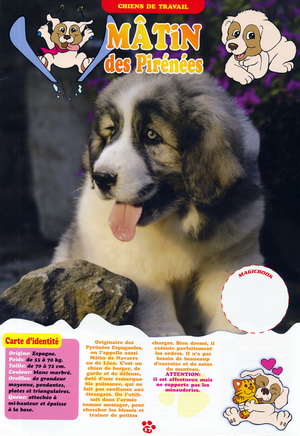 CHIENS DE TRAVAIL
MÂTiN
des Pirénées
MAGICBOOK
Carte d'identité
Origine: Espagne.
Poids: de 55 à 70 kg.
Taille: de 70 à 72 cm.
Couleur: blanc marbré.
Oreilles: de grandeur
moyenne, pendantes,
plates et triangulaires.
Queue: attachée à
mi-hauteur et épaisse
à la base.
Originaire des
Pyrénées Espagnoles,
on l'appelle aussi
Mâtin de Navarre
ou de Léon. C'est un
chien de berger, de
garde et de défense,
doté d'une remarqua-
ble patience, qui ne
fait pas confiance aux
étrangers. On l'utili-
sait dans l'armée
comme messager, pour
chercher les blessés et
traîner de petites
charges. Bien dressé, il
exécute parfaitement
les ordres. Il n'a pas
besoin de beaucoup
d'exercice et de soins
du manteau.
ATTENTION:
il est affectueux mais
ne supporte pas les
minauderies.